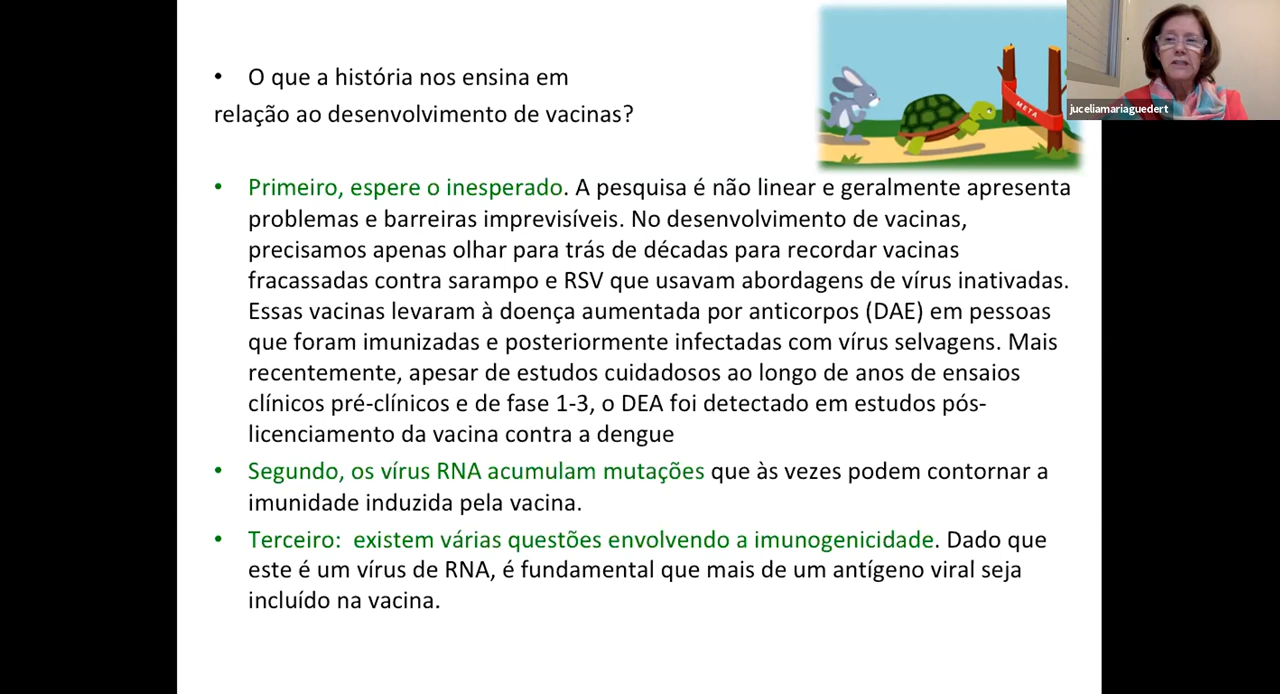 • O que a história nos ensina em
relação ao desenvolvimento de vacinas?
META
juceliamariaguedert
• Primeiro, espere o inesperado. A pesquisa é não linear e geralmente apresenta
problemas e barreiras imprevisíveis. No desenvolvimento de vacinas,
precisamos apenas olhar para trás de décadas para recordar vacinas
fracassadas contra sarampo e RSV que usavam abordagens de vírus inativadas.
Essas vacinas levaram à doença aumentada por anticorpos (DAE) em pessoas
que foram imunizadas e posteriormente infectadas com vírus selvagens. Mais
recentemente, apesar de estudos cuidadosos ao longo de anos de ensaios
clínicos pré-clínicos e de fase 1-3, o DEA foi detectado em estudos pós-
licenciamento da vacina contra a dengue
• Segundo, os vírus RNA acumulam mutações que às vezes podem contornar a
imunidade induzida pela vacina.
• Terceiro:  existem várias questões envolvendo a imunogenicidade. Dado que
este é um vírus de RNA, é fundamental que mais de um antígeno viral seja
incluído na vacina.